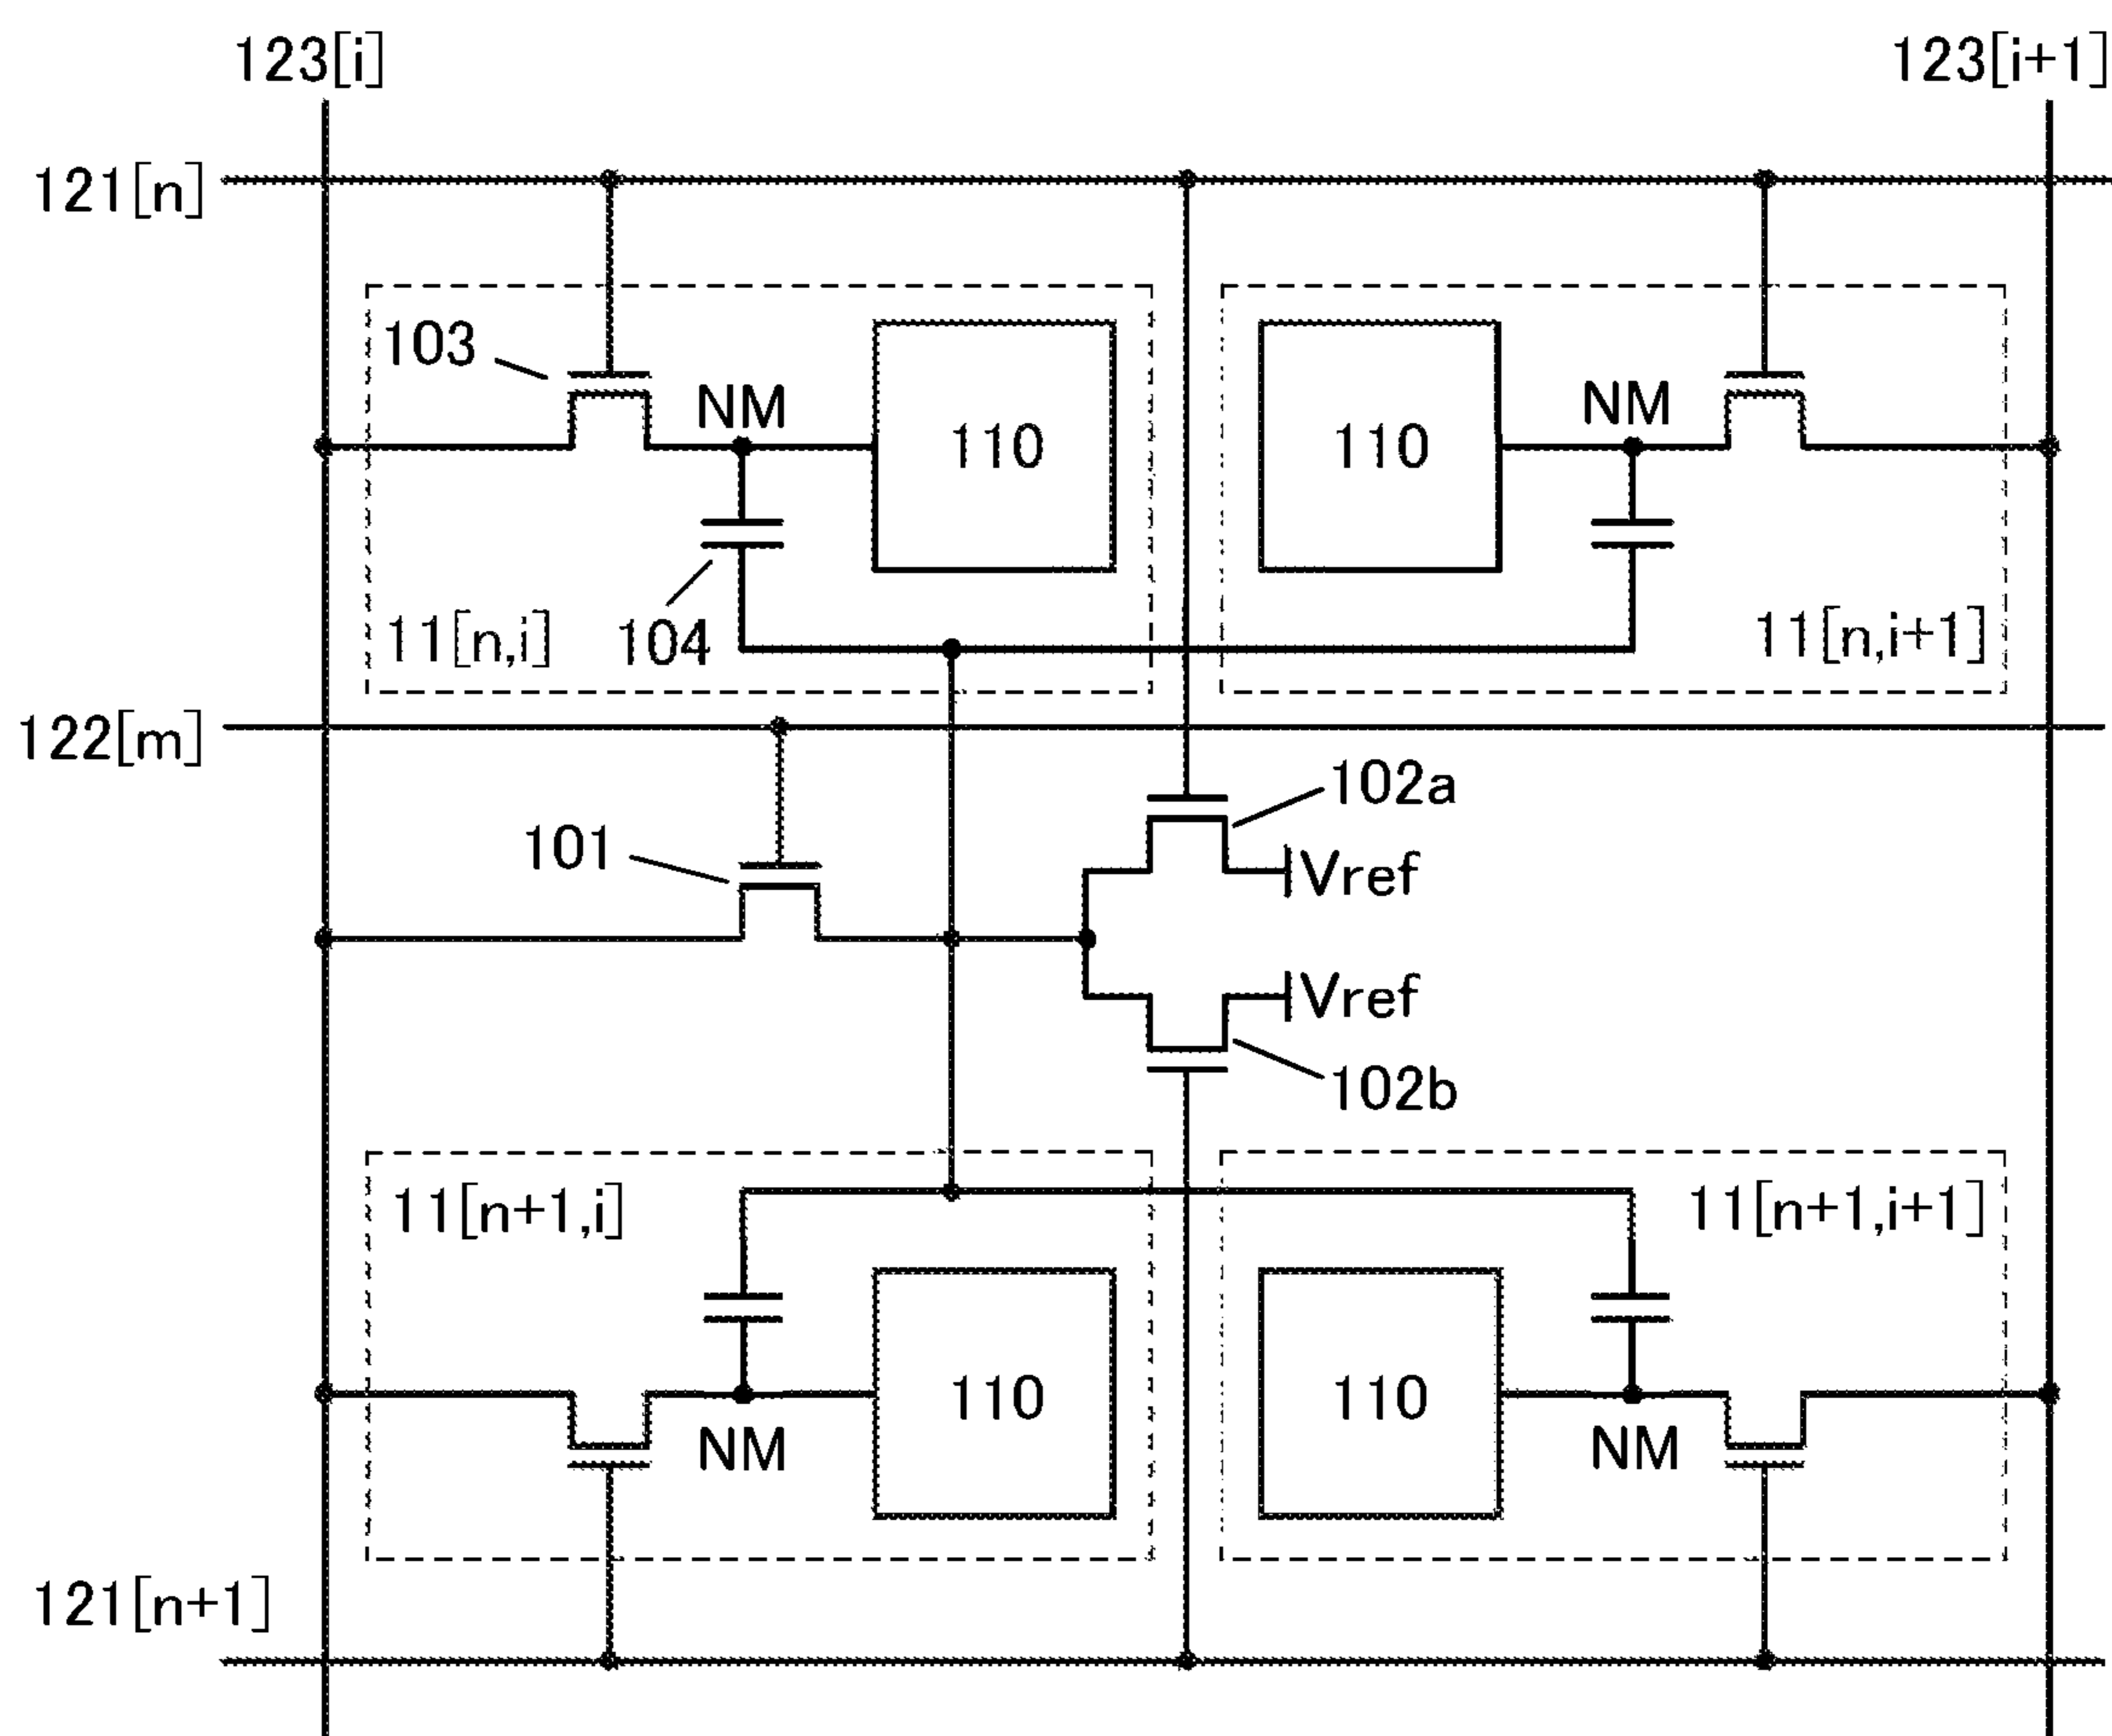 123[i] 123[i+1]
121[n]
103 NM 110 110 NM
11[n,i] 104 11[n,i+1]
122[m]
102a
101
Vref
Vref
102b
11[n+1,i] 11[n+1,i+1]
110 110
NM NM
121[n+1]